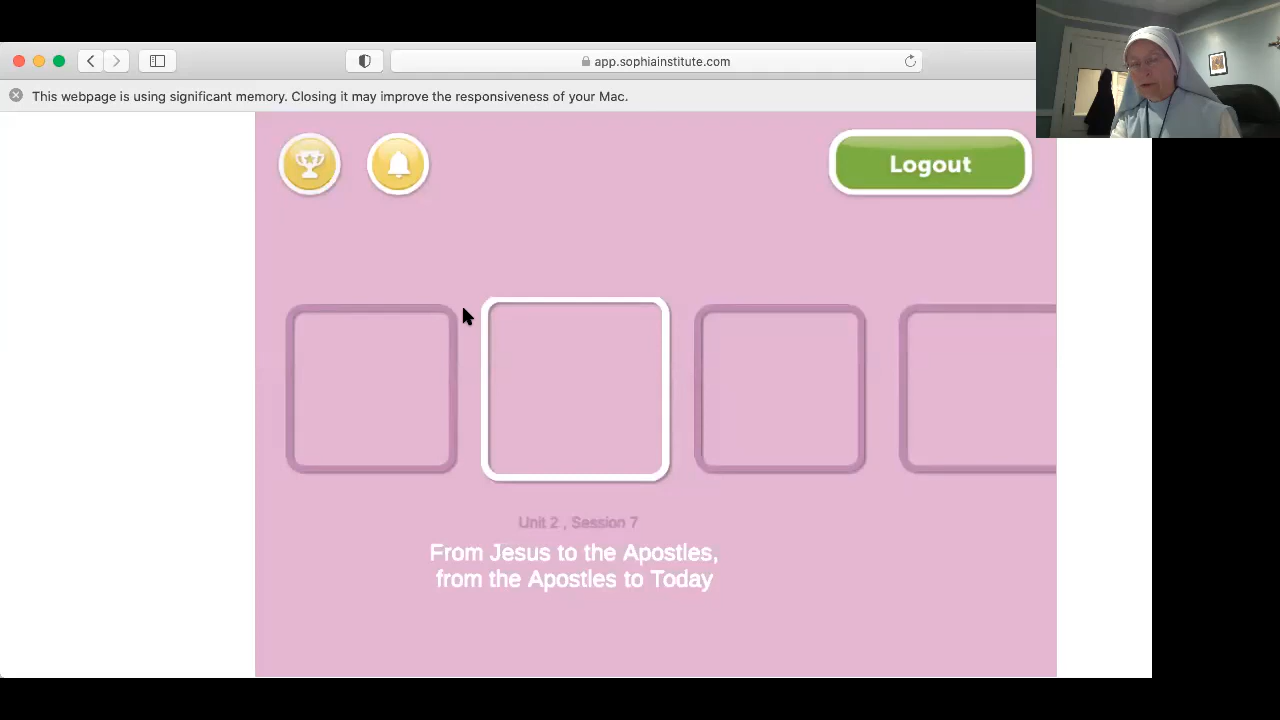 app.sophiainstitute.com
This webpage is using significant memory. Closing it may improve the responsiveness of your Mac.
Logout
Unit 2 , Session 7
From Jesus to the Apostles,
from the Apostles to Today